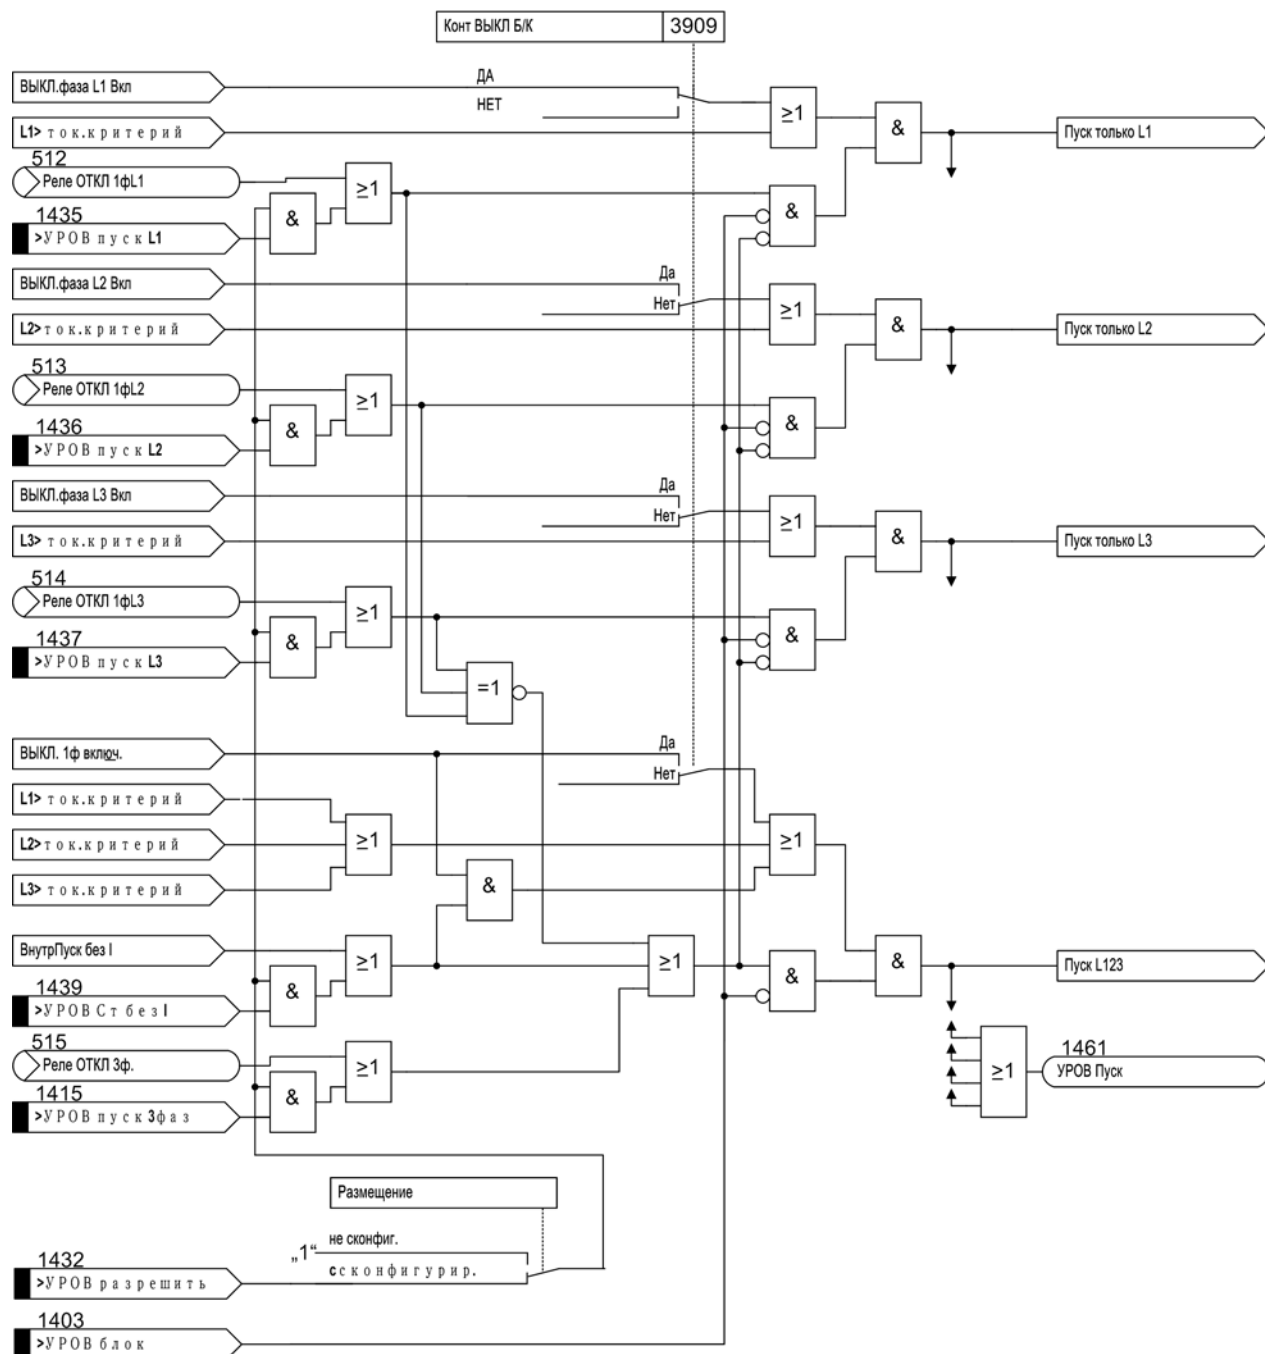 Конт ВЫКЛ Б/К 3909
ВЫКЛ.фаза L1 Вкл
ДА
НЕТ
≥1
&
L1> ток.критерий
Пуск только L1
512
Реле ОТКЛ 1фL1
≥1
&
&
1435
>УРОВ пуск L1
ВЫКЛ.фаза L2 Вкл
Да
Нет
≥1
&
L2>ток.критерий
Пуск только L2
513
Реле ОТКЛ 1фL2
≥1
&
&
1436
>УРОВ пуск L2
ВЫКЛ.фаза L3 Вкл
Да
Нет
≥1
&
L3> ток.критерий
Пуск только L3
514
Реле ОТКЛ 1фL3
≥1
&
&
1437
>УРОВ пуск L3
=1
ВЫКЛ. 1ф включ.
Да
Нет
L1> ток.критерий
L2>ток.критерий
≥1
≥1
L3> ток.критерий
&
ВнутрПуск без I
≥1
≥1
&
&
Пуск L123
&
1439
>УРОВ Ст без I
515
Реле ОТКЛ 3ф.
≥1
&
1415
>УРОВ пуск 3фаз
≥1
1461
УРОВ Пуск
Размещение
не сконфиг.
„1“
ссконфигурир.
1432
>УРОВ разрешить
1403
>УРОВ блок